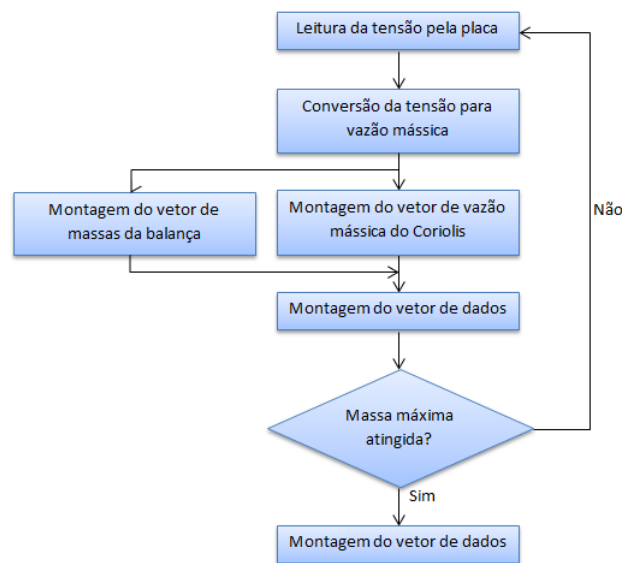 Leitura da tensão pela placa
Conversão da tensão para
vazão mássica
Montagem do vetor de
massas da balança
Montagem do vetor de vazão
mássica do Coriolis
Não
Montagem do vetor de dados
Massa máxima
atingida?
Sim
Montagem do vetor de dados